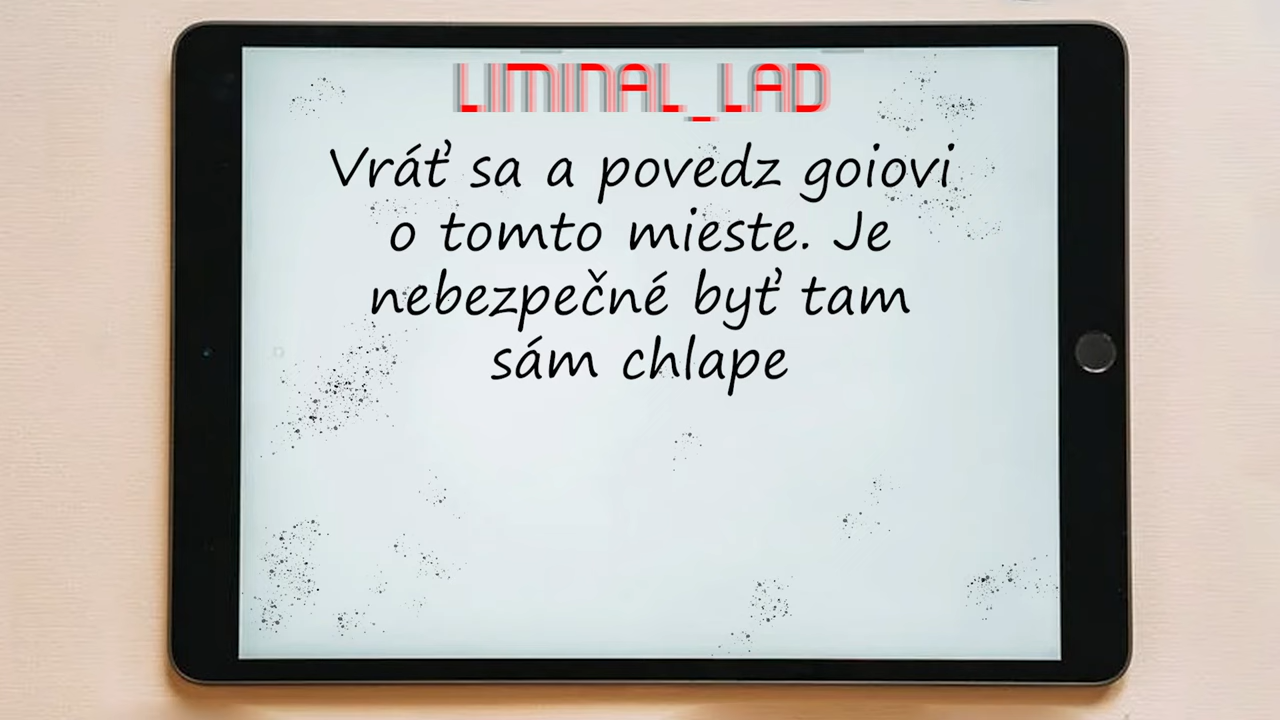 LIMINAL_LAD
Vráť sa a povedz goiovi
o tomto mieste. Je
nebezpečné byť tam
sám chlape